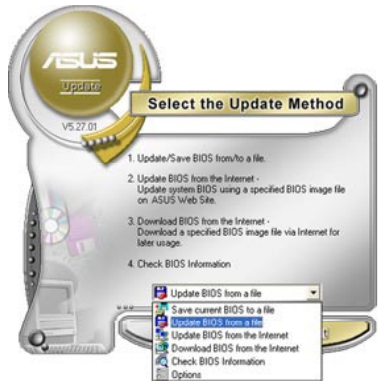 ASUS
Update
V5.27.01
Select the Update Method
1. Update/Save BIOS from/to a file.
2. Update BIOS from the Internet -
Update system BIOS using a specified BIOS image file
on ASUS Web Site.
3. Download BIOS from the Internet -
Download a specified BIOS image file via Internet for
later usage.
4. Check BIOS Information
Update BIOS from a file
Save current BIOS to a file
Update BIOS from a file
Update BIOS from the Internet
Download BIOS from the Internet
Check BIOS Information
Options